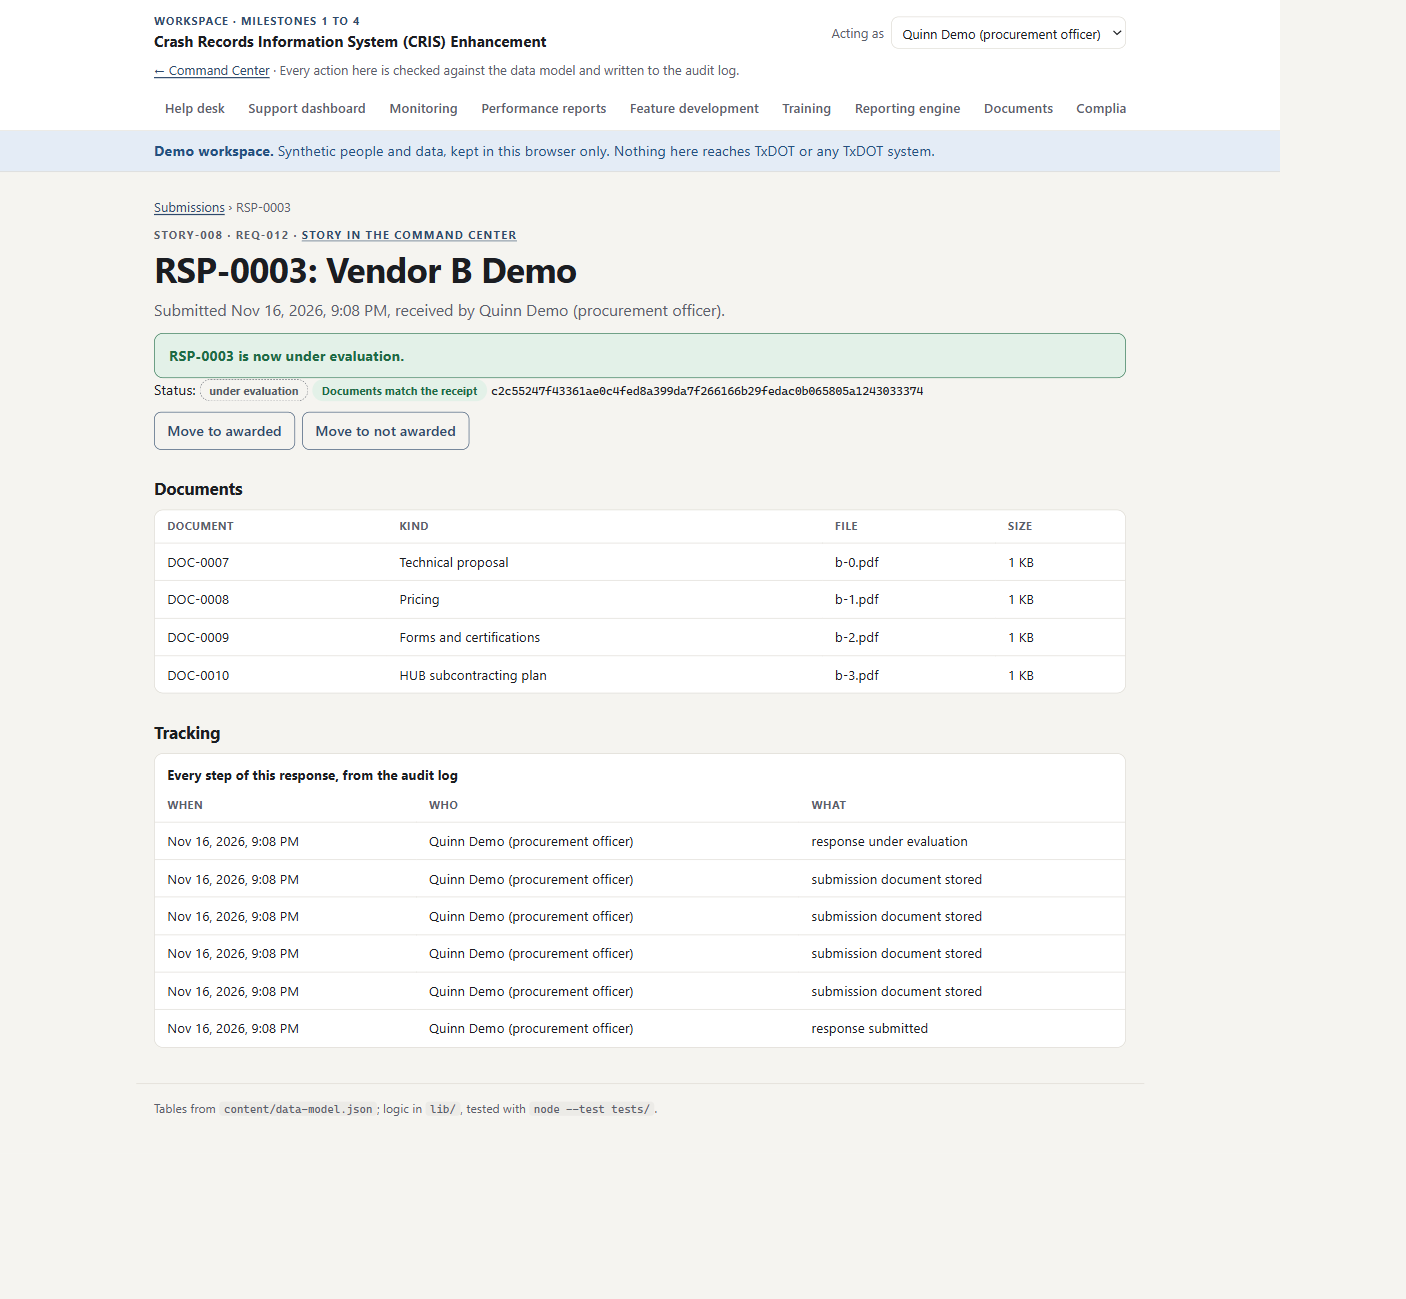 WORKSPACE · MILESTONES 1 TO 4
Crash Records Information System (CRIS) Enhancement
Acting as Quinn Demo (procurement officer)
← Command Center · Every action here is checked against the data model and written to the audit log.
Help desk Support dashboard Monitoring Performance reports Feature development Training Reporting engine Documents Complia
Demo workspace. Synthetic people and data, kept in this browser only. Nothing here reaches TxDOT or any TxDOT system.
Submissions › RSP-0003
STORY-008 · REQ-012 · STORY IN THE COMMAND CENTER
RSP-0003: Vendor B Demo
Submitted Nov 16, 2026, 9:08 PM, received by Quinn Demo (procurement officer).
RSP-0003 is now under evaluation.
Status: under evaluation Documents match the receipt c2c55247f43361ae0c4fed8a399da7f266166b29fedac0b065805a1243033374
Move to awarded Move to not awarded
Documents
DOCUMENT KIND FILE SIZE
DOC-0007 Technical proposal b-0.pdf 1 KB
DOC-0008 Pricing b-1.pdf 1 KB
DOC-0009 Forms and certifications b-2.pdf 1 KB
DOC-0010 HUB subcontracting plan b-3.pdf 1 KB
Tracking
Every step of this response, from the audit log
WHEN WHO WHAT
Nov 16, 2026, 9:08 PM Quinn Demo (procurement officer) response under evaluation
Nov 16, 2026, 9:08 PM Quinn Demo (procurement officer) submission document stored
Nov 16, 2026, 9:08 PM Quinn Demo (procurement officer) submission document stored
Nov 16, 2026, 9:08 PM Quinn Demo (procurement officer) submission document stored
Nov 16, 2026, 9:08 PM Quinn Demo (procurement officer) submission document stored
Nov 16, 2026, 9:08 PM Quinn Demo (procurement officer) response submitted
Tables from content/data-model.json; logic in lib/, tested with node --test tests/.